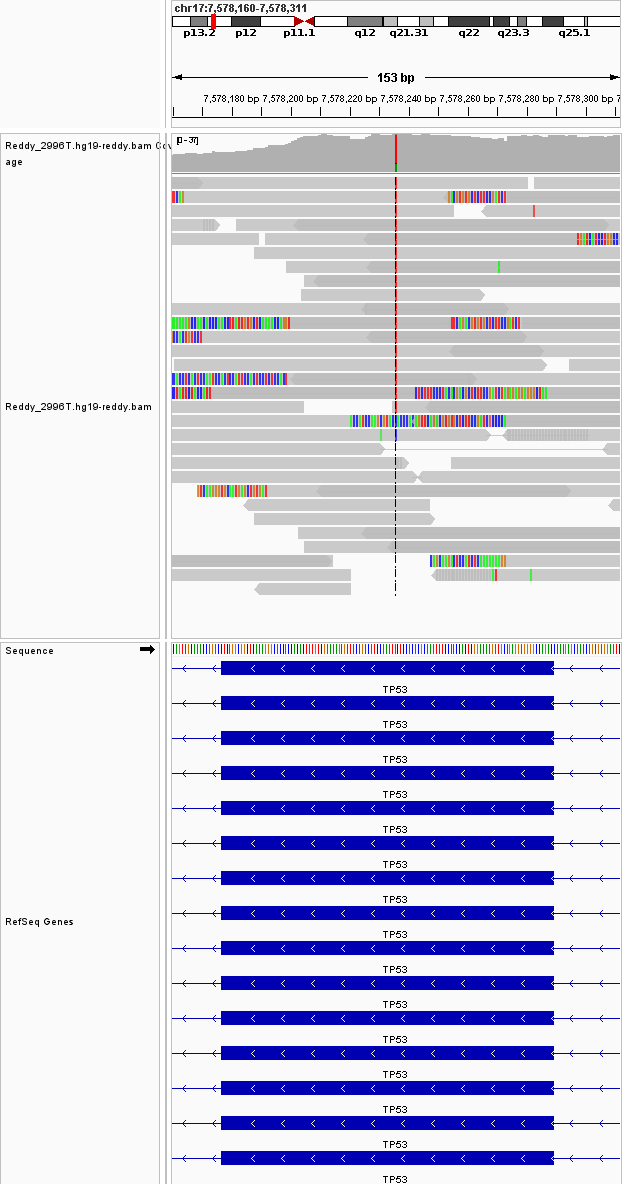 chr17:7,578,160-7,578,311
p13.2 p12 p11.1 q12 q21.31 q22 q23.3 q25.1
153 bp
7,578,180 bp 7,578,200 bp 7,578,220 bp 7,578,240 bp 7,578,260 bp 7,578,280 bp 7,578,300 bp 7
Reddy_2996T.hg19-reddy.bam Cov
age
[0-37]
Reddy_2996T.hg19-reddy.bam
Sequence
TP53
TP53
TP53
TP53
TP53
TP53
TP53
RefSeq Genes
TP53
TP53
TP53
TP53
TP53
TP53
TP53
TP53